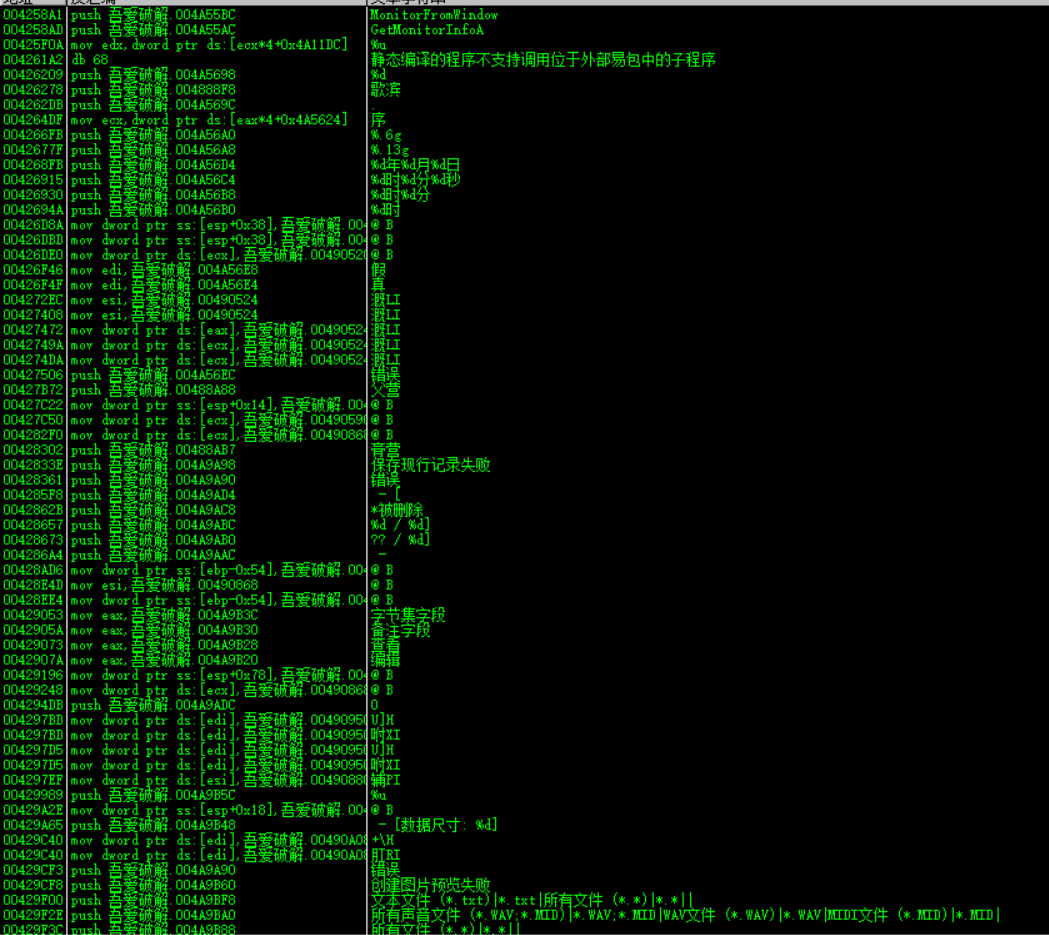 004258A1 push 吾爱破解.004A55BC MonitorFromWindow
004258AD push 吾爱破解.004A55AC GetMonitorInfoA
00425F0A mov edx,dword ptr ds:[ecx*4+0x4A11DC] %u
004261A2 db 68 静态编译的程序不支持调用位于外部易包中的子程序
00426209 push 吾爱破解.004A5698 %d
00426278 push 吾爱破解.004888F8 歌滨
004262DB push 吾爱破解.004A569C .
004264DF mov ecx,dword ptr ds:[eax*4+0x4A5624] 序
004266FB push 吾爱破解.004A56A0 %.6g
0042677F push 吾爱破解.004A56A8 %.13g
004268FB push 吾爱破解.004A56D4 %d年%d月%d日
00426915 push 吾爱破解.004A56C4 %d时%d分%d秒
00426930 push 吾爱破解.004A56B8 %d时%d分
0042694A push 吾爱破解.004A56B0 %d时
00426D8A mov dword ptr ss:[esp+0x38],吾爱破解.004 @ B
00426DBD mov dword ptr ss:[esp+0x38],吾爱破解.004 @ B
00426DE0 mov dword ptr ds:[ecx],吾爱破解.0049052 @ B
00426F46 mov edi,吾爱破解.004A56E8 假
00426F4F mov edi,吾爱破解.004A56E4 真
004272EC mov esi,吾爱破解.00490524 溉LI
00427408 mov esi,吾爱破解.00490524 溉LI
00427472 mov dword ptr ds:[eax],吾爱破解.0049052 溉LI
0042749A mov dword ptr ds:[ecx],吾爱破解.0049052 溉LI
004274DA mov dword ptr ds:[ecx],吾爱破解.0049052 溉LI
00427506 push 吾爱破解.004A56EC 错误
00427B72 push 吾爱破解.00488A88 父营
00427C22 mov dword ptr ss:[esp+0x14],吾爱破解.004 @ B
00427C50 mov dword ptr ds:[ecx],吾爱破解.0049059 @ B
004282F0 mov dword ptr ds:[ecx],吾爱破解.0049086 @ B
00428302 push 吾爱破解.00488AB7 营
0042833E push 吾爱破解.004A9A98 保存现行记录失败
00428361 push 吾爱破解.004A9A90 错误
004285F8 push 吾爱破解.004A9AD4 - [
0042862B push 吾爱破解.004A9AC8 *被删除
00428657 push 吾爱破解.004A9ABC %d / %d]
00428673 push 吾爱破解.004A9AB0 ?? / %d]
004286A4 push 吾爱破解.004A9AAC -
00428AD6 mov dword ptr ss:[ebp-0x54],吾爱破解.004 @ B
00428E4D mov esi,吾爱破解.00490868 @ B
00428EE4 mov dword ptr ss:[ebp-0x54],吾爱破解.004 @ B
00429053 mov eax,吾爱破解.004A9B3C 字节集字段
0042905A mov eax,吾爱破解.004A9B30 备注字段
00429073 mov eax,吾爱破解.004A9B28 查看
0042907A mov eax,吾爱破解.004A9B20 编辑
00429196 mov dword ptr ss:[esp+0x78],吾爱破解.004 @ B
00429248 mov dword ptr ds:[ecx],吾爱破解.0049086 @ B
004294DB push 吾爱破解.004A9ADC 0
004297BD mov dword ptr ds:[edi],吾爱破解.0049095 U]H
004297BD mov dword ptr ds:[edi],吾爱破解.0049095 咐XI
004297D5 mov dword ptr ds:[edi],吾爱破解.0049095 U]H
004297D5 mov dword ptr ds:[edi],吾爱破解.0049095 咐XI
004297EF mov dword ptr ds:[esi],吾爱破解.0049088 辅PI
00429989 push 吾爱破解.004A9B5C %u
00429A2E mov dword ptr ss:[esp+0x18],吾爱破解.004 @ B
00429A65 push 吾爱破解.004A9B48 - [数据尺寸: %d]
00429C40 mov dword ptr ds:[edi],吾爱破解.00490A0 +\H
00429C40 mov dword ptr ds:[edi],吾爱破解.00490A0 肛RI
00429CF3 push 吾爱破解.004A9A90 错误
00429CF8 push 吾爱破解.004A9B60 创建图片预览失败
00429F00 push 吾爱破解.004A9BF8 文本文件 (*.txt)|*.txt|所有文件 (*.*)|*.*||
00429F2E push 吾爱破解.004A9BA0 所有声音文件 (*.WAV;*.MID)|*.WAV;*.MID|WAV文件 (*.WAV)|*.WAV|MIDI文件 (*.MID)|*.MID|
00429F3C push 吾爱破解.004A9B88 所有文件 (*.*)|*.*||